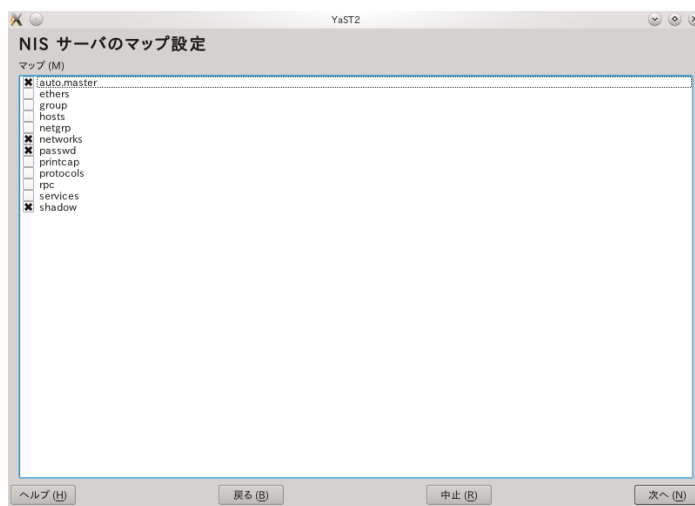 YaST2
NIS サーバのマップ設定
マップ (M)
auto.master
ethers
group
hosts
netgrp
networks
passwd
printcap
protocols
rpc
services
shadow
ヘルプ (H)
戻る (B)
中止 (R)
次へ (N)